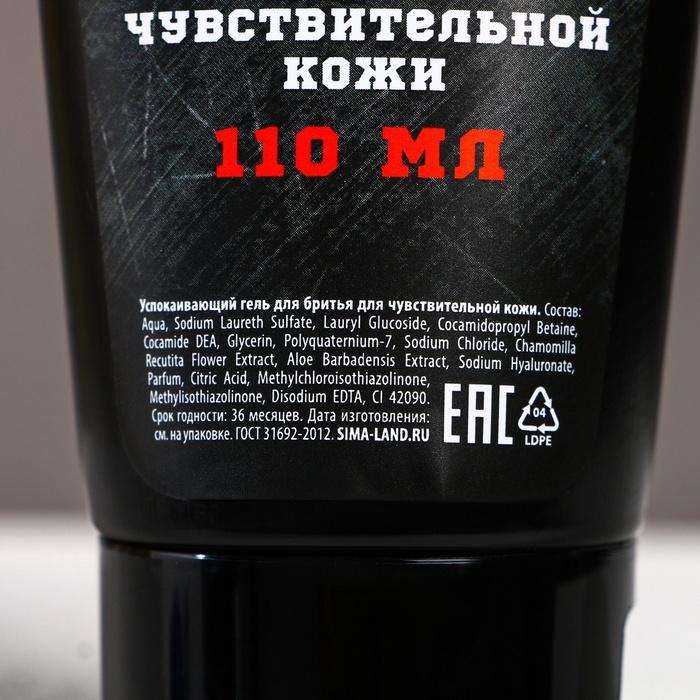 чувствительной
кожи
110 мл
Успокаивающий гель для бритья для чувствительной кожи. Состав:
Aqua, Sodium Laureth Sulfate, Lauryl Glucoside, Cocamidopropyl Betaine,
Cocamide DEA, Glycerin, Polyquaternium-7, Sodium Chloride, Chamomilla
Recutita Flower Extract, Aloe Barbadensis Extract, Sodium Hyaluronate,
Parfum, Citric Acid, Methylchloroisothiazolinone,
Methylisothiazolinone, Disodium EDTA, CI 42090.
Срок годности: 36 месяцев. Дата изготовления:
см. на упаковке. ГОСТ 31692-2012. SIMA-LAND.RU
EAC
04
LDPE